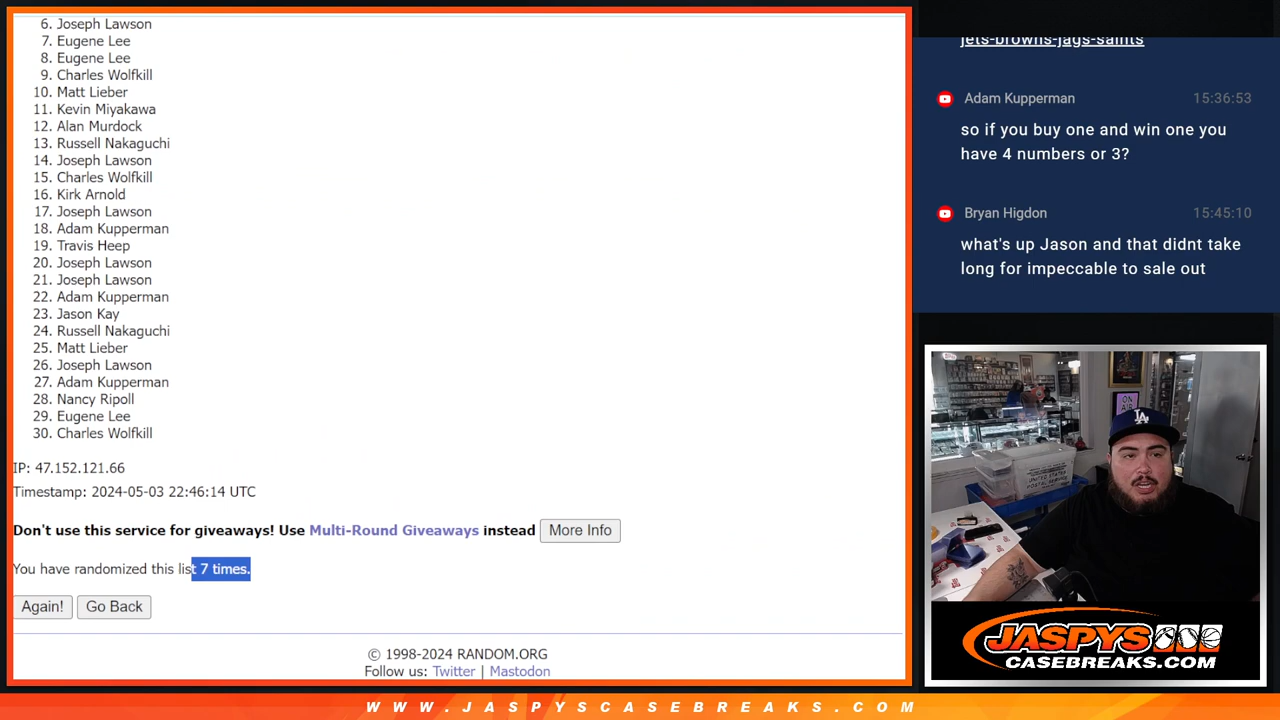 6. Joseph Lawson
7. Eugene Lee
8. Eugene Lee
9. Charles Wolfkill
10. Matt Lieber
11. Kevin Miyakawa
12. Alan Murdock
13. Russell Nakaguchi
14. Joseph Lawson
15. Charles Wolfkill
16. Kirk Arnold
17. Joseph Lawson
18. Adam Kupperman
19. Travis Heep
20. Joseph Lawson
21. Joseph Lawson
22. Adam Kupperman
23. Jason Kay
24. Russell Nakaguchi
25. Matt Lieber
26. Joseph Lawson
27. Adam Kupperman
28. Nancy Ripoll
29. Eugene Lee
30. Charles Wolfkill
IP: 47.152.121.66
Timestamp: 2024-05-03 22:46:14 UTC
Don't use this service for giveaways! Use Multi-Round Giveaways instead More Info
You have randomized this list 7 times.
Again! Go Back
© 1998-2024 RANDOM.ORG
Follow us: Twitter | Mastodon
jets-browns-jags-saints
Adam Kupperman 15:36:53
so if you buy one and win one you
have 4 numbers or 3?
Bryan Higdon 15:45:10
what's up Jason and that didnt take
long for impeccable to sale out
ON
AIR
LA
JASPYS
CASEBREAKS.COM
WWW.JASPYSCASEBREAKS.COM